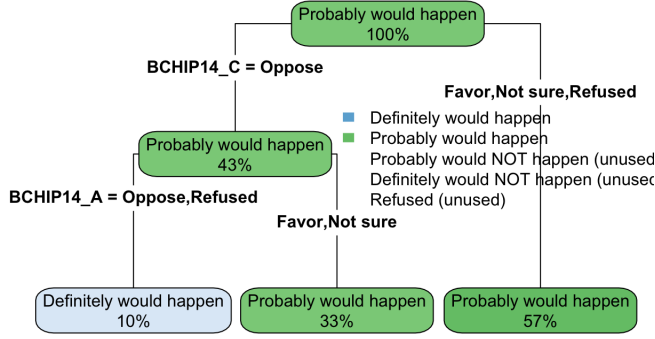 Probably would happen
100%
BCHIP14_C = Oppose
Favor,Not sure,Refused
Definitely would happen
Probably would happen
Probably would NOT happen (unused
Definitely would NOT happen (unused
Refused (unused)
Probably would happen
43%
BCHIP14_A = Oppose,Refused
Favor,Not sure
Definitely would happen
10%
Probably would happen
33%
Probably would happen
57%